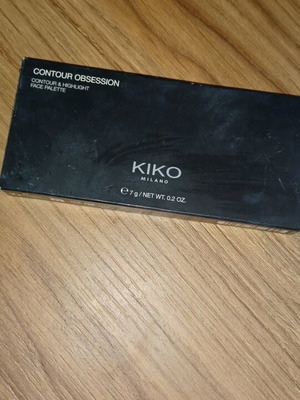 CONTOUR OBSESSION
CONTOUR & HIGHLIGHT
FACE PALETTE
KIKO
MILANO
℮ 7 g / NET WT. 0.2 OZ.